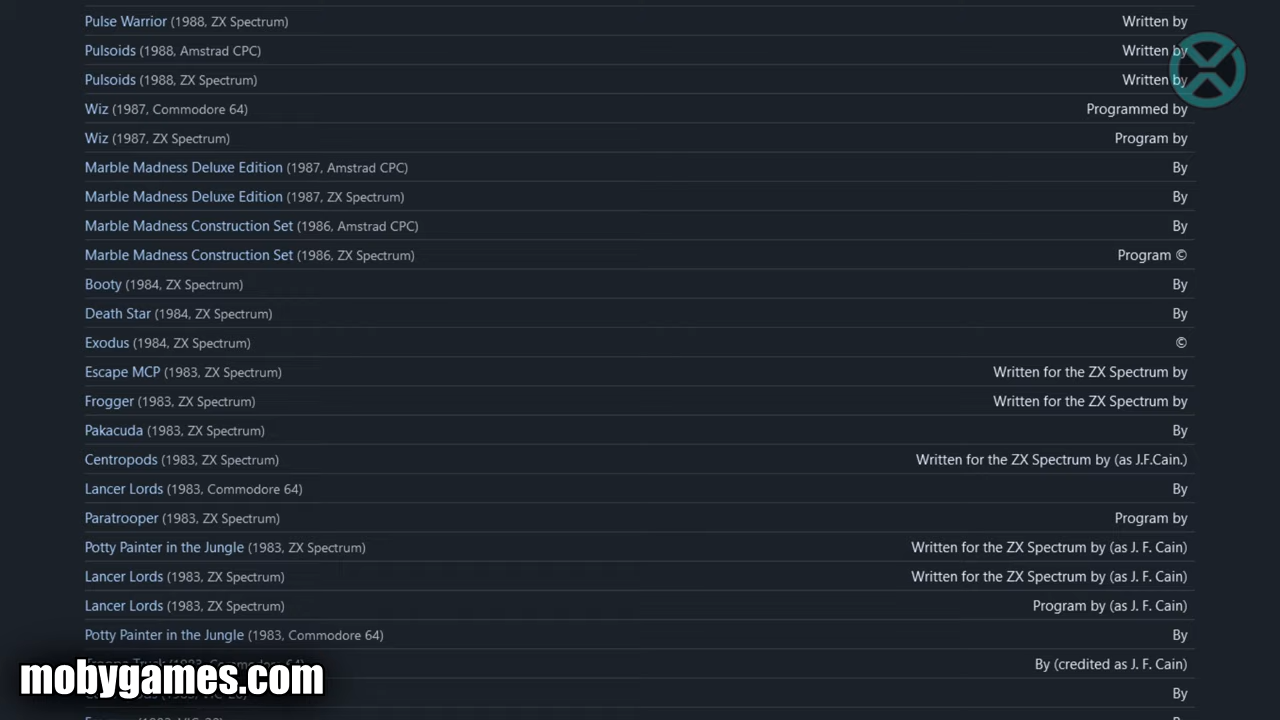 Pulse Warrior (1988, ZX Spectrum) Written by
Pulsoids (1988, Amstrad CPC) Written by
Pulsoids (1988, ZX Spectrum) Written by
Wiz (1987, Commodore 64) Programmed by
Wiz (1987, ZX Spectrum) Program by
Marble Madness Deluxe Edition (1987, Amstrad CPC) By
Marble Madness Deluxe Edition (1987, ZX Spectrum) By
Marble Madness Construction Set (1986, Amstrad CPC) By
Marble Madness Construction Set (1986, ZX Spectrum) Program ©
Booty (1984, ZX Spectrum) By
Death Star (1984, ZX Spectrum) By
Exodus (1984, ZX Spectrum) ©
Escape MCP (1983, ZX Spectrum) Written for the ZX Spectrum by
Frogger (1983, ZX Spectrum) Written for the ZX Spectrum by
Pakacuda (1983, ZX Spectrum) By
Centropods (1983, ZX Spectrum) Written for the ZX Spectrum by (as J.F.Cain.)
Lancer Lords (1983, Commodore 64) By
Paratrooper (1983, ZX Spectrum) Program by
Potty Painter in the Jungle (1983, ZX Spectrum) Written for the ZX Spectrum by (as J. F. Cain)
Lancer Lords (1983, ZX Spectrum) Written for the ZX Spectrum by (as J. F. Cain)
Lancer Lords (1983, ZX Spectrum) Program by (as J. F. Cain)
Potty Painter in the Jungle (1983, Commodore 64) By
By (credited as J. F. Cain)
mobygames.com
By